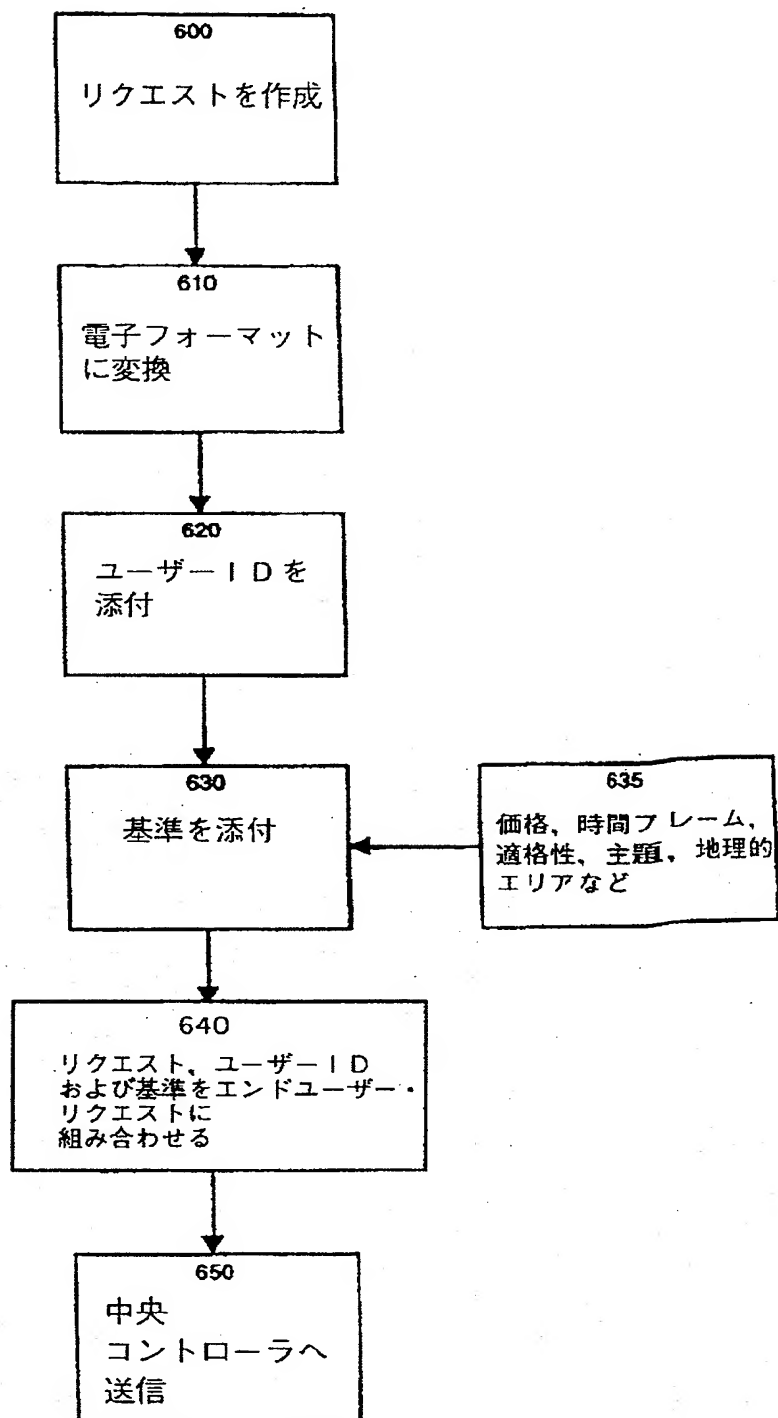 600
リクエストを作成
610
電子フォーマット
に変換
620
ユーザーＩＤを
添付
630
基準を添付
635
価格、時間フレーム、
適格性、主題、地理的
エリアなど
640
リクエスト、ユーザーＩＤ
および基準をエンドユーザー・
リクエストに
組み合わせる
650
中央
コントローラへ
送信